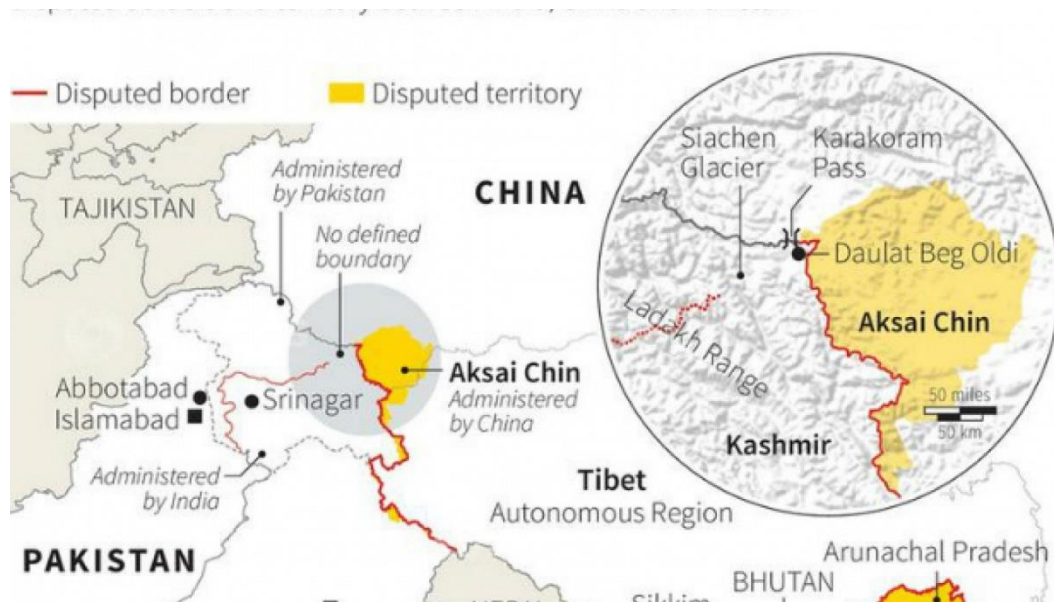 Disputed border
Disputed territory
Administered
by Pakistan
CHINA
Siachen
Glacier
Karakoram
Pass
TAJIKISTAN
No defined
boundary
Daulat Beg Oldi
Ladakh Range
Aksai Chin
Abbotabad
Islamabad
Srinagar
Aksai Chin
Administered
by China
50 miles
50 km
Kashmir
Administered
by India
Tibet
Autonomous Region
PAKISTAN
Arunachal Pradesh
BHUTAN
Sikkim